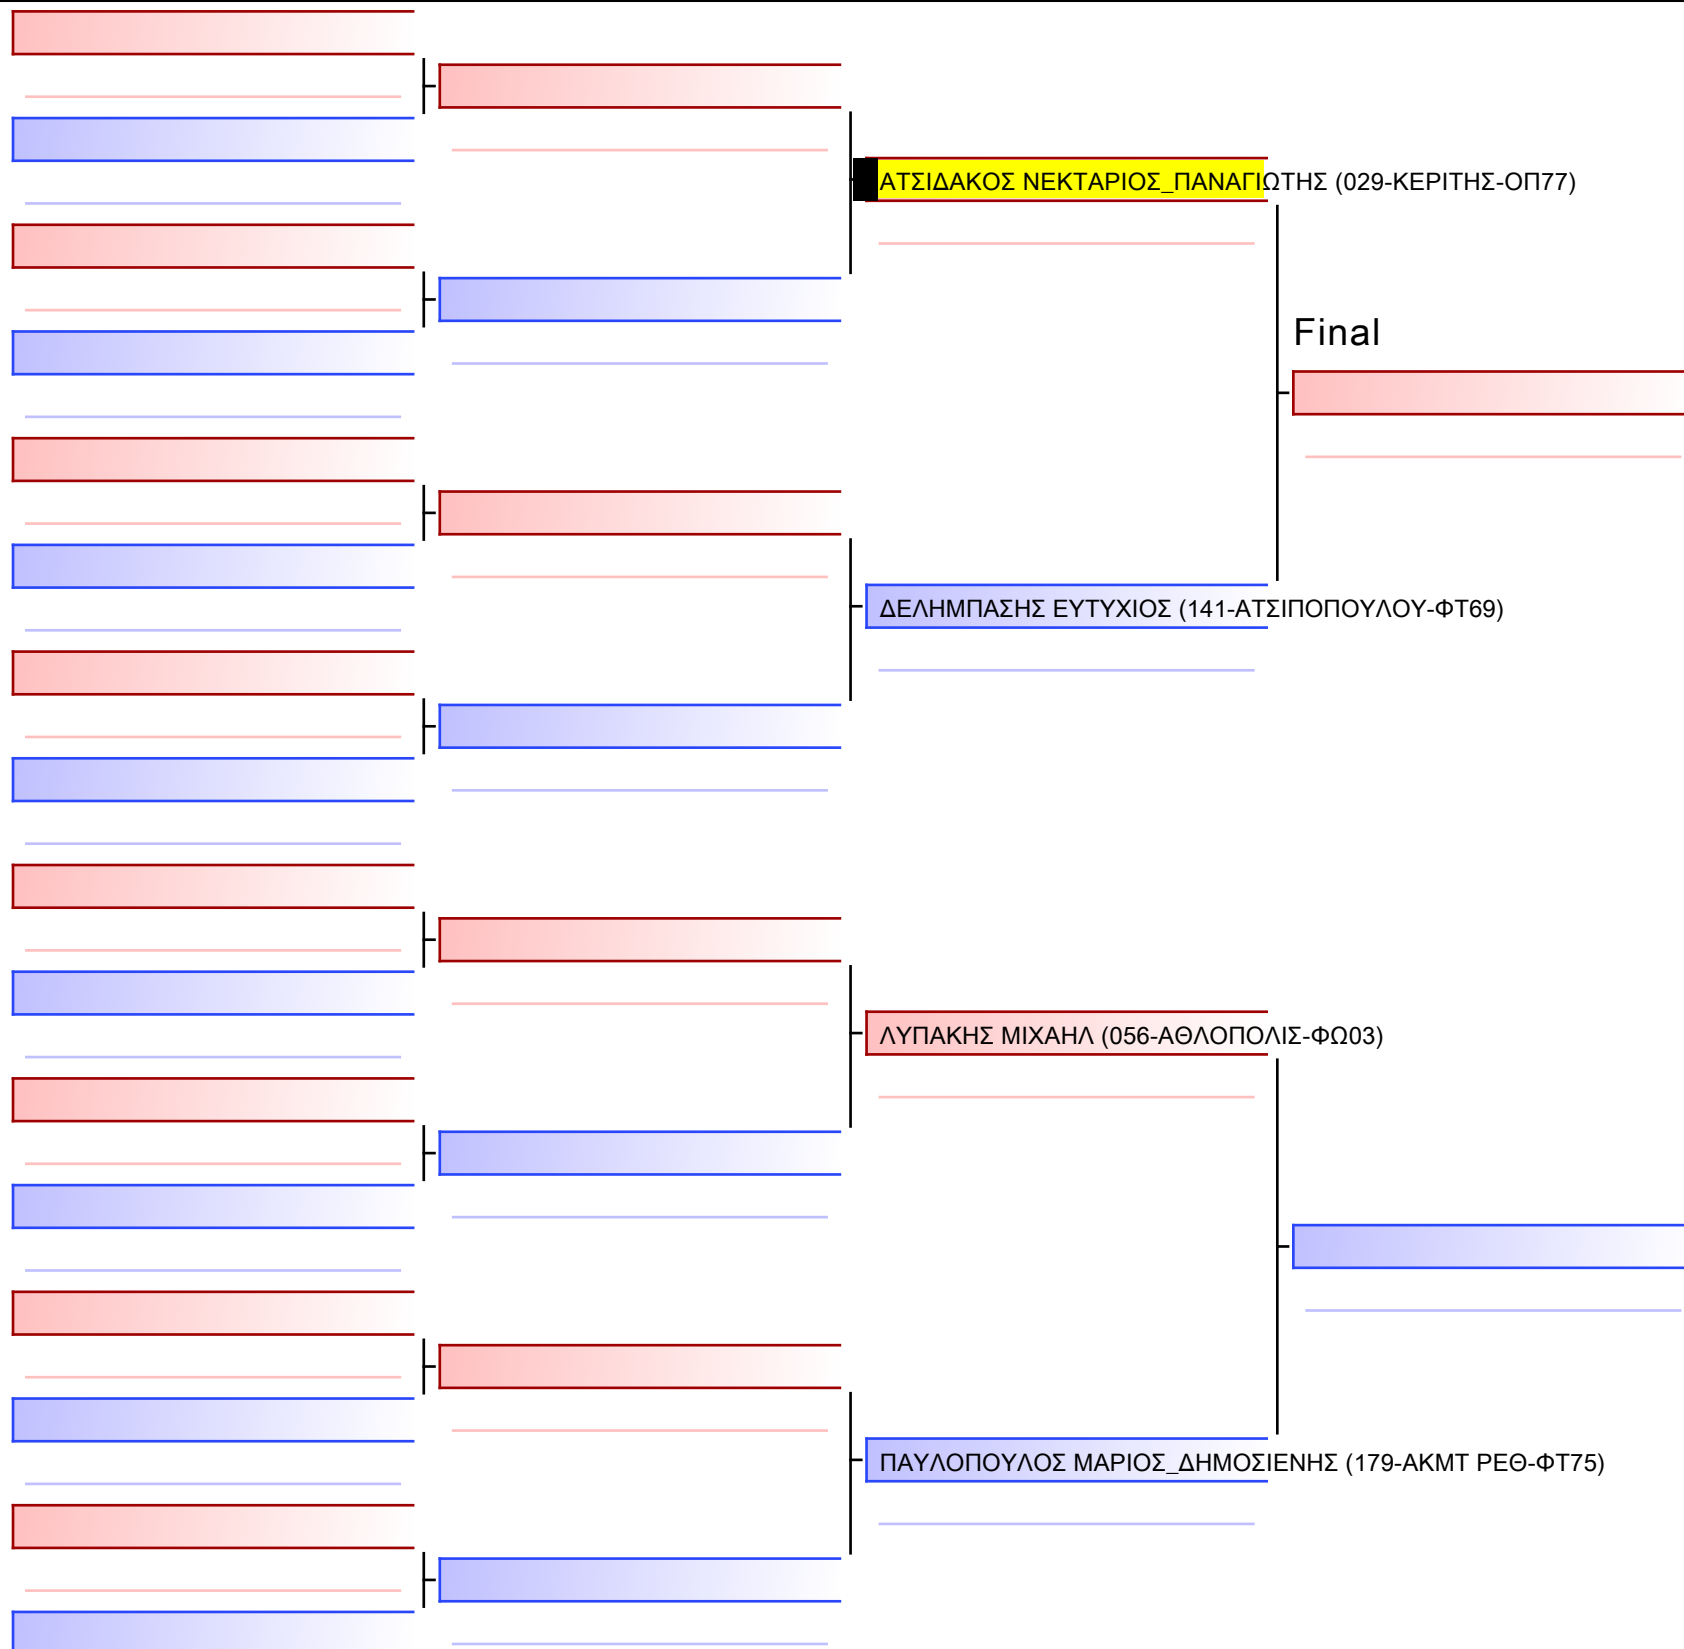 ΑΤΣΙΔΑΚΟΣ ΝΕΚΤΑΡΙΟΣ_ΠΑΝΑΓΙΩΤΗΣ (029-ΚΕΡΙΤΗΣ-ΟΠ77)
Final
ΔΕΛΗΜΠΑΣΗΣ ΕΥΤΥΧΙΟΣ (141-ΑΤΣΙΠΟΠΟΥΛΟΥ-ΦΤ69)
ΛΥΠΑΚΗΣ ΜΙΧΑΗΛ (056-ΑΘΛΟΠΟΛΙΣ-ΦΩ03)
ΠΑΥΛΟΠΟΥΛΟΣ ΜΑΡΙΟΣ_ΔΗΜΟΣΙΕΝΗΣ (179-ΑΚΜΤ ΡΕΘ-ΦΤ75)